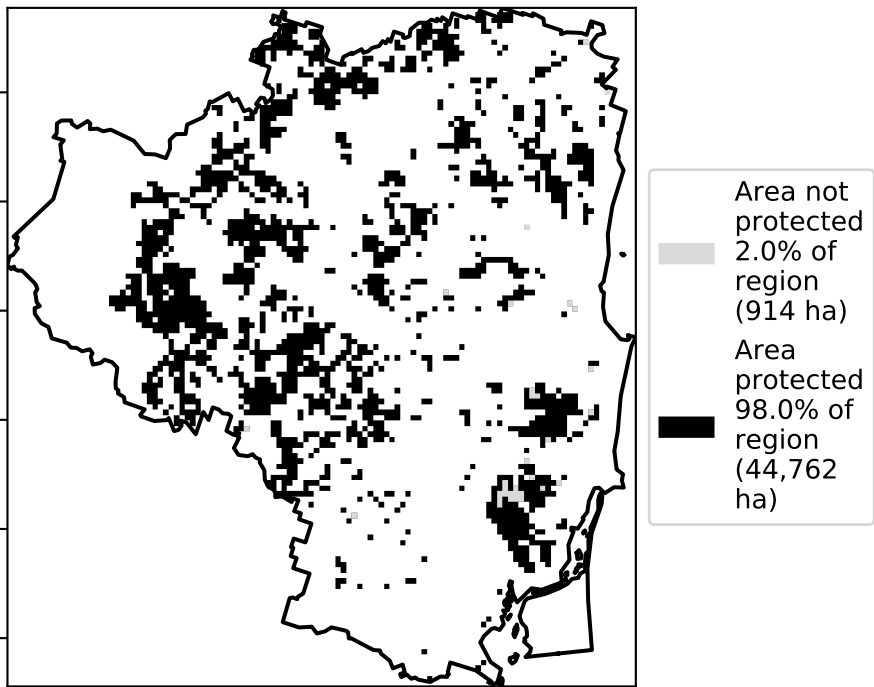 Area not
protected
2.0% of
region
(914 ha)
Area
protected
98.0% of
region
(44,762
ha)